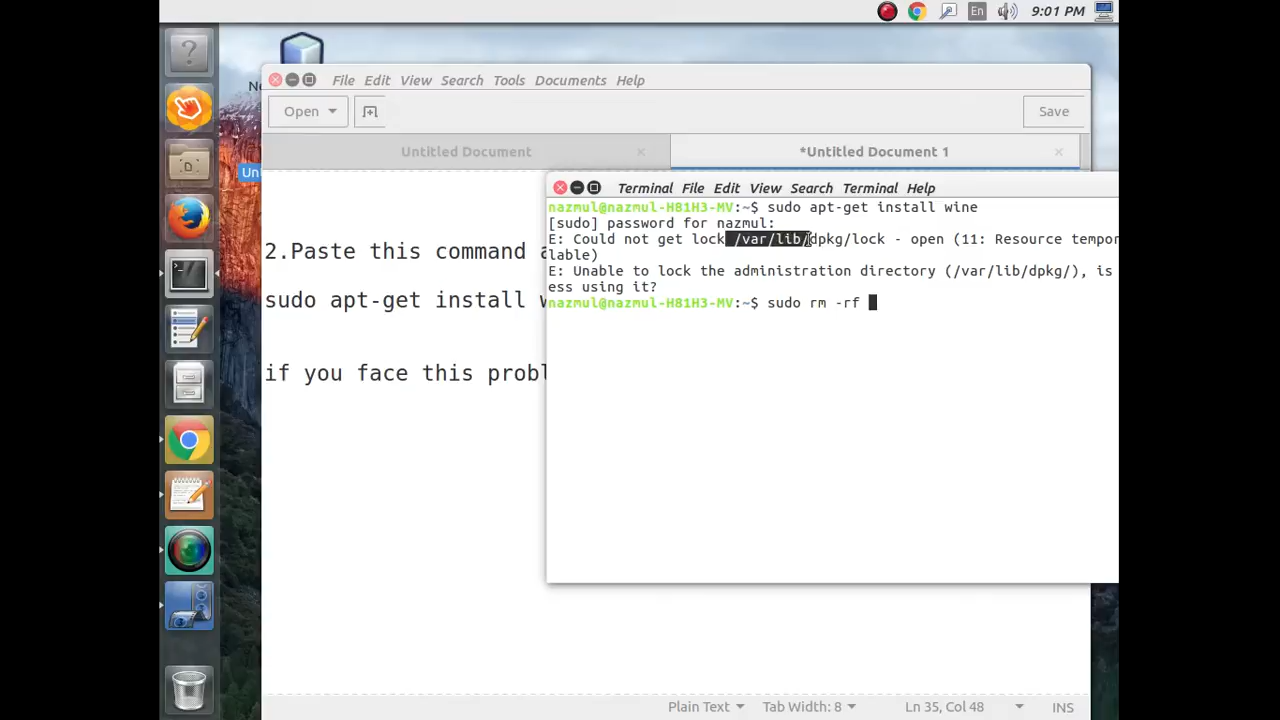 En
9:01 PM
Ne
File Edit View Search Tools Documents Help
Open
Save
Untitled Document
*Untitled Document 1
Un
Terminal File Edit View Search Terminal Help
nazmul@nazmul-H81H3-MV:~$ sudo apt-get install wine
[sudo] password for nazmul:
E: Could not get lock /var/lib/dpkg/lock - open (11: Resource tempor
lable)
E: Unable to lock the administration directory (/var/lib/dpkg/), is
ess using it?
nazmul@nazmul-H81H3-MV:~$ sudo rm -rf
2.Paste this command a
sudo apt-get install w
if you face this probl
Plain Text
Tab Width: 8
Ln 35, Col 48
INS